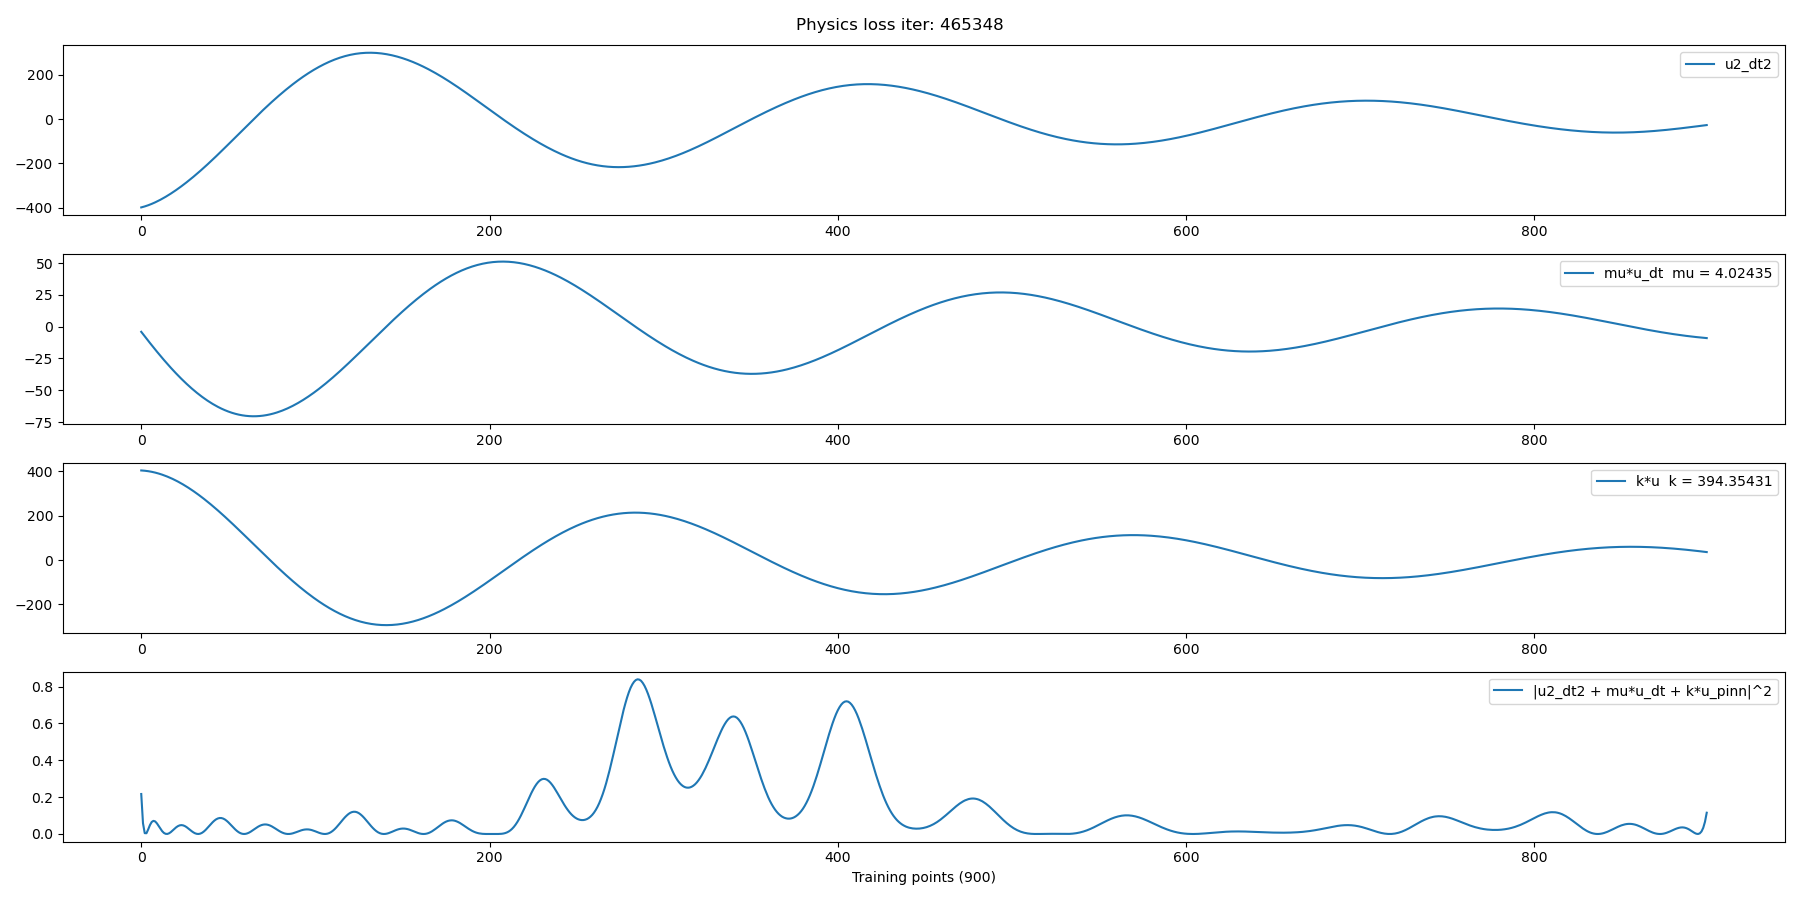 Physics loss iter: 465348
200
0
−200
−400
u2_dt2
0 200 400 600 800
50
25
0
−25
−50
−75
mu*u_dt  mu = 4.02435
0 200 400 600 800
400
200
0
−200
k*u  k = 394.35431
0 200 400 600 800
0.8
0.6
0.4
0.2
0.0
|u2_dt2 + mu*u_dt + k*u_pinn|^2
0 200 400 600 800
Training points (900)